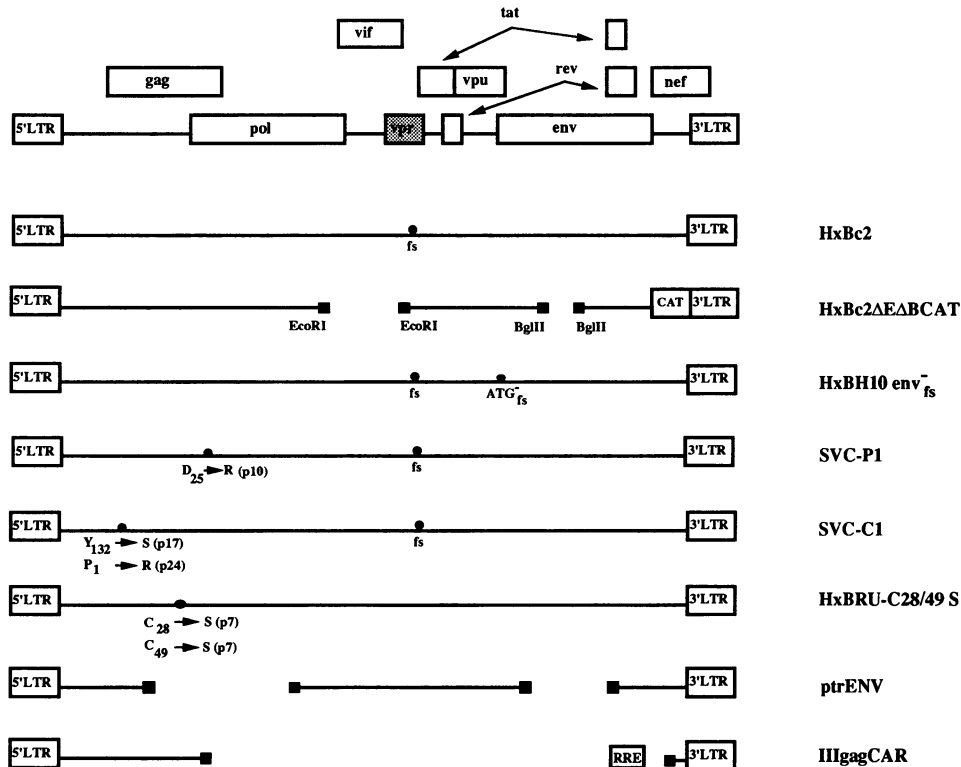 tat
vif
rev
gag
vpu
nef
5'LTR
pol
vpr
env
3'LTR
5'LTR
fs
3'LTR
HxBc2
5'LTR
EcoRI
EcoRI
BglII
BglII
CAT
3'LTR
HxBc2ΔEΔBCAT
5'LTR
fs
ATG⁻fs
3'LTR
HxBH10 env⁻fs
5'LTR
D25 → R (p10)
fs
3'LTR
SVC-P1
5'LTR
Y132 → S (p17)
P1 → R (p24)
fs
3'LTR
SVC-C1
5'LTR
C28 → S (p7)
C49 → S (p7)
3'LTR
HxBRU-C28/49 S
5'LTR
3'LTR
ptrENV
5'LTR
RRE
3'LTR
IIIgagCAR